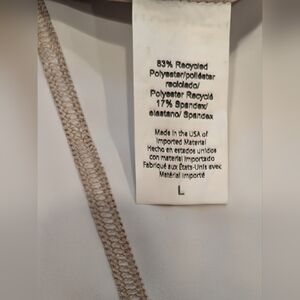 83% Recycled
Polyester/poliéster
reciclado/
Polyester Recyclé
17% Spandex/
elastano/ Spandex
Made in the USA of
Imported Material
Hecho en estados unidos
con material importado
Fabriqué aux États-Unis avec
Matériel importé
L